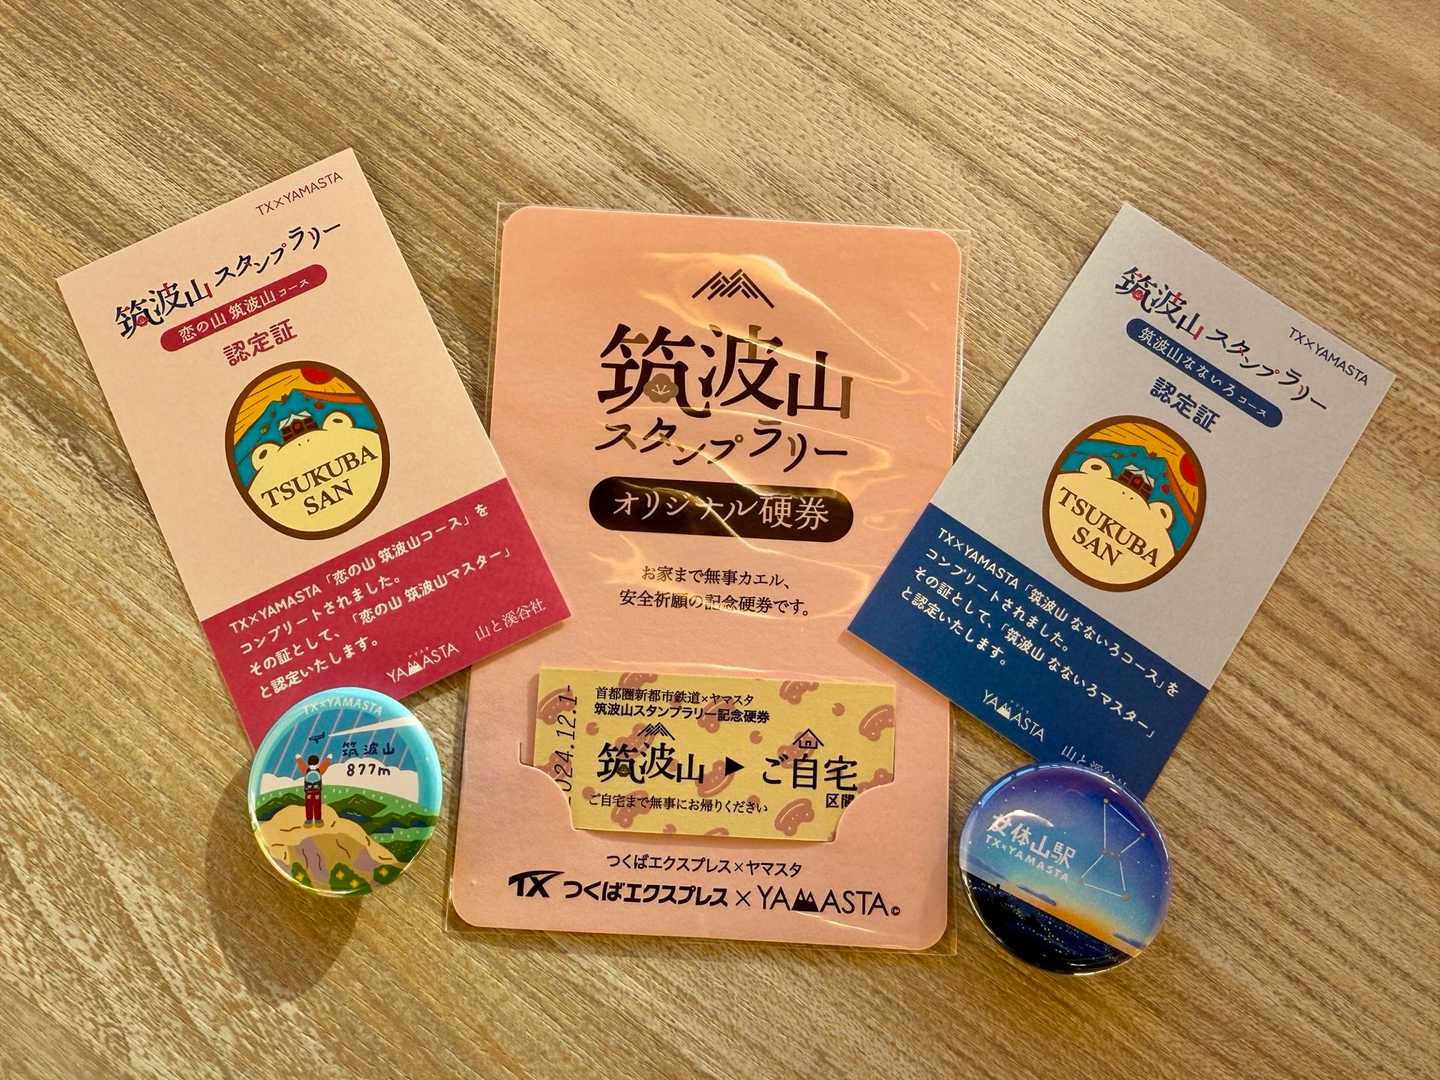 TX×YAMASTA
筑波山スタンプラリー
恋の山 筑波山コース
認定証
TSUKUBA
SAN
TX×YAMASTA「恋の山 筑波山コース」を
コンプリートされました。
その証として、「恋の山 筑波山マスター」
と認定いたします。
YAMASTA 山と溪谷社
TX×YAMASTA
筑波山
877m
筑波山
スタンプラリー
オリジナル硬券
お家まで無事カエル、
安全祈願の記念硬券です。
2024.12.1-
首都圏新都市鉄道×ヤマスタ
筑波山スタンプラリー記念硬券
筑波山▶ご自宅
区間
ご自宅まで無事にお帰りください
つくばエクスプレス×ヤマスタ
TX つくばエクスプレス×YAMASTA
TX×YAMASTA
筑波山スタンプラリー
筑波山なないろコース
認定証
TSUKUBA
SAN
TX×YAMASTA「筑波山 なないろコース」を
コンプリートされました。
その証として、「筑波山 なないろマスター」
と認定いたします。
YAMASTA 山と溪谷社
女体山駅
TX×YAMASTA